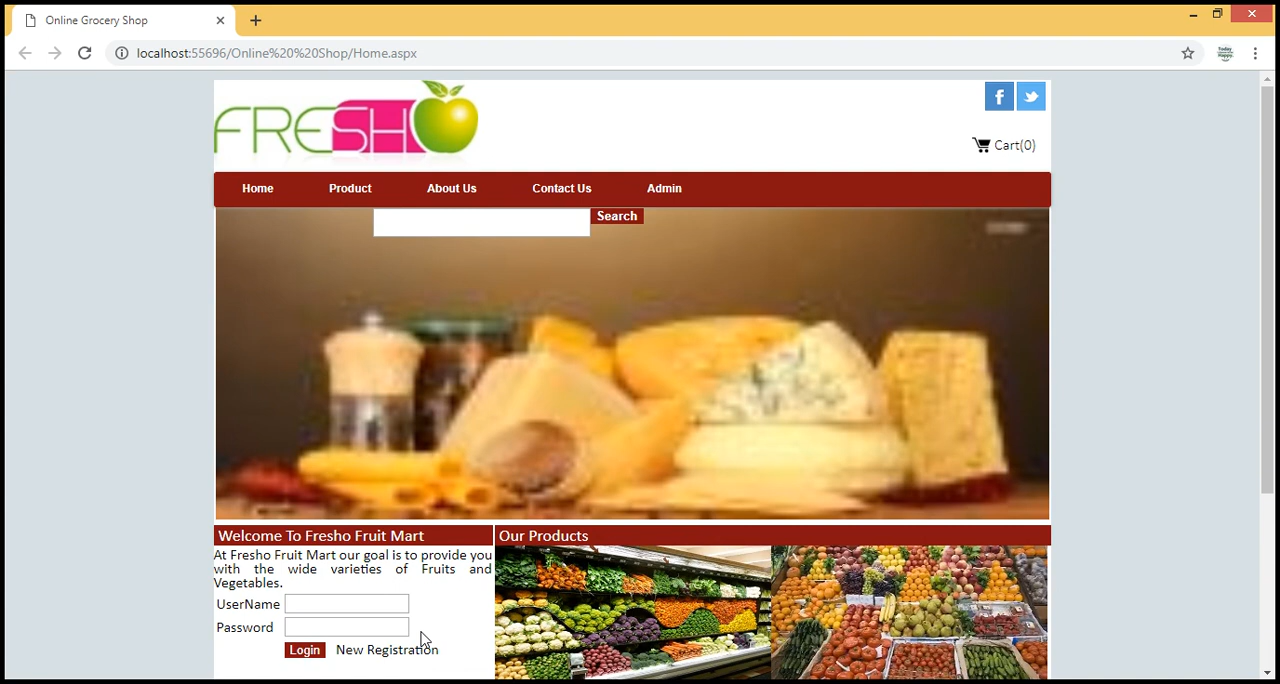 Online Grocery Shop
localhost:55696/Online%20%20Shop/Home.aspx
FRESHO
Cart(0)
Home Product About Us Contact Us Admin
Search
Welcome To Fresho Fruit Mart
At Fresho Fruit Mart our goal is to provide you
with the wide varieties of Fruits and
Vegetables.
UserName
Password
Login New Registration
Our Products